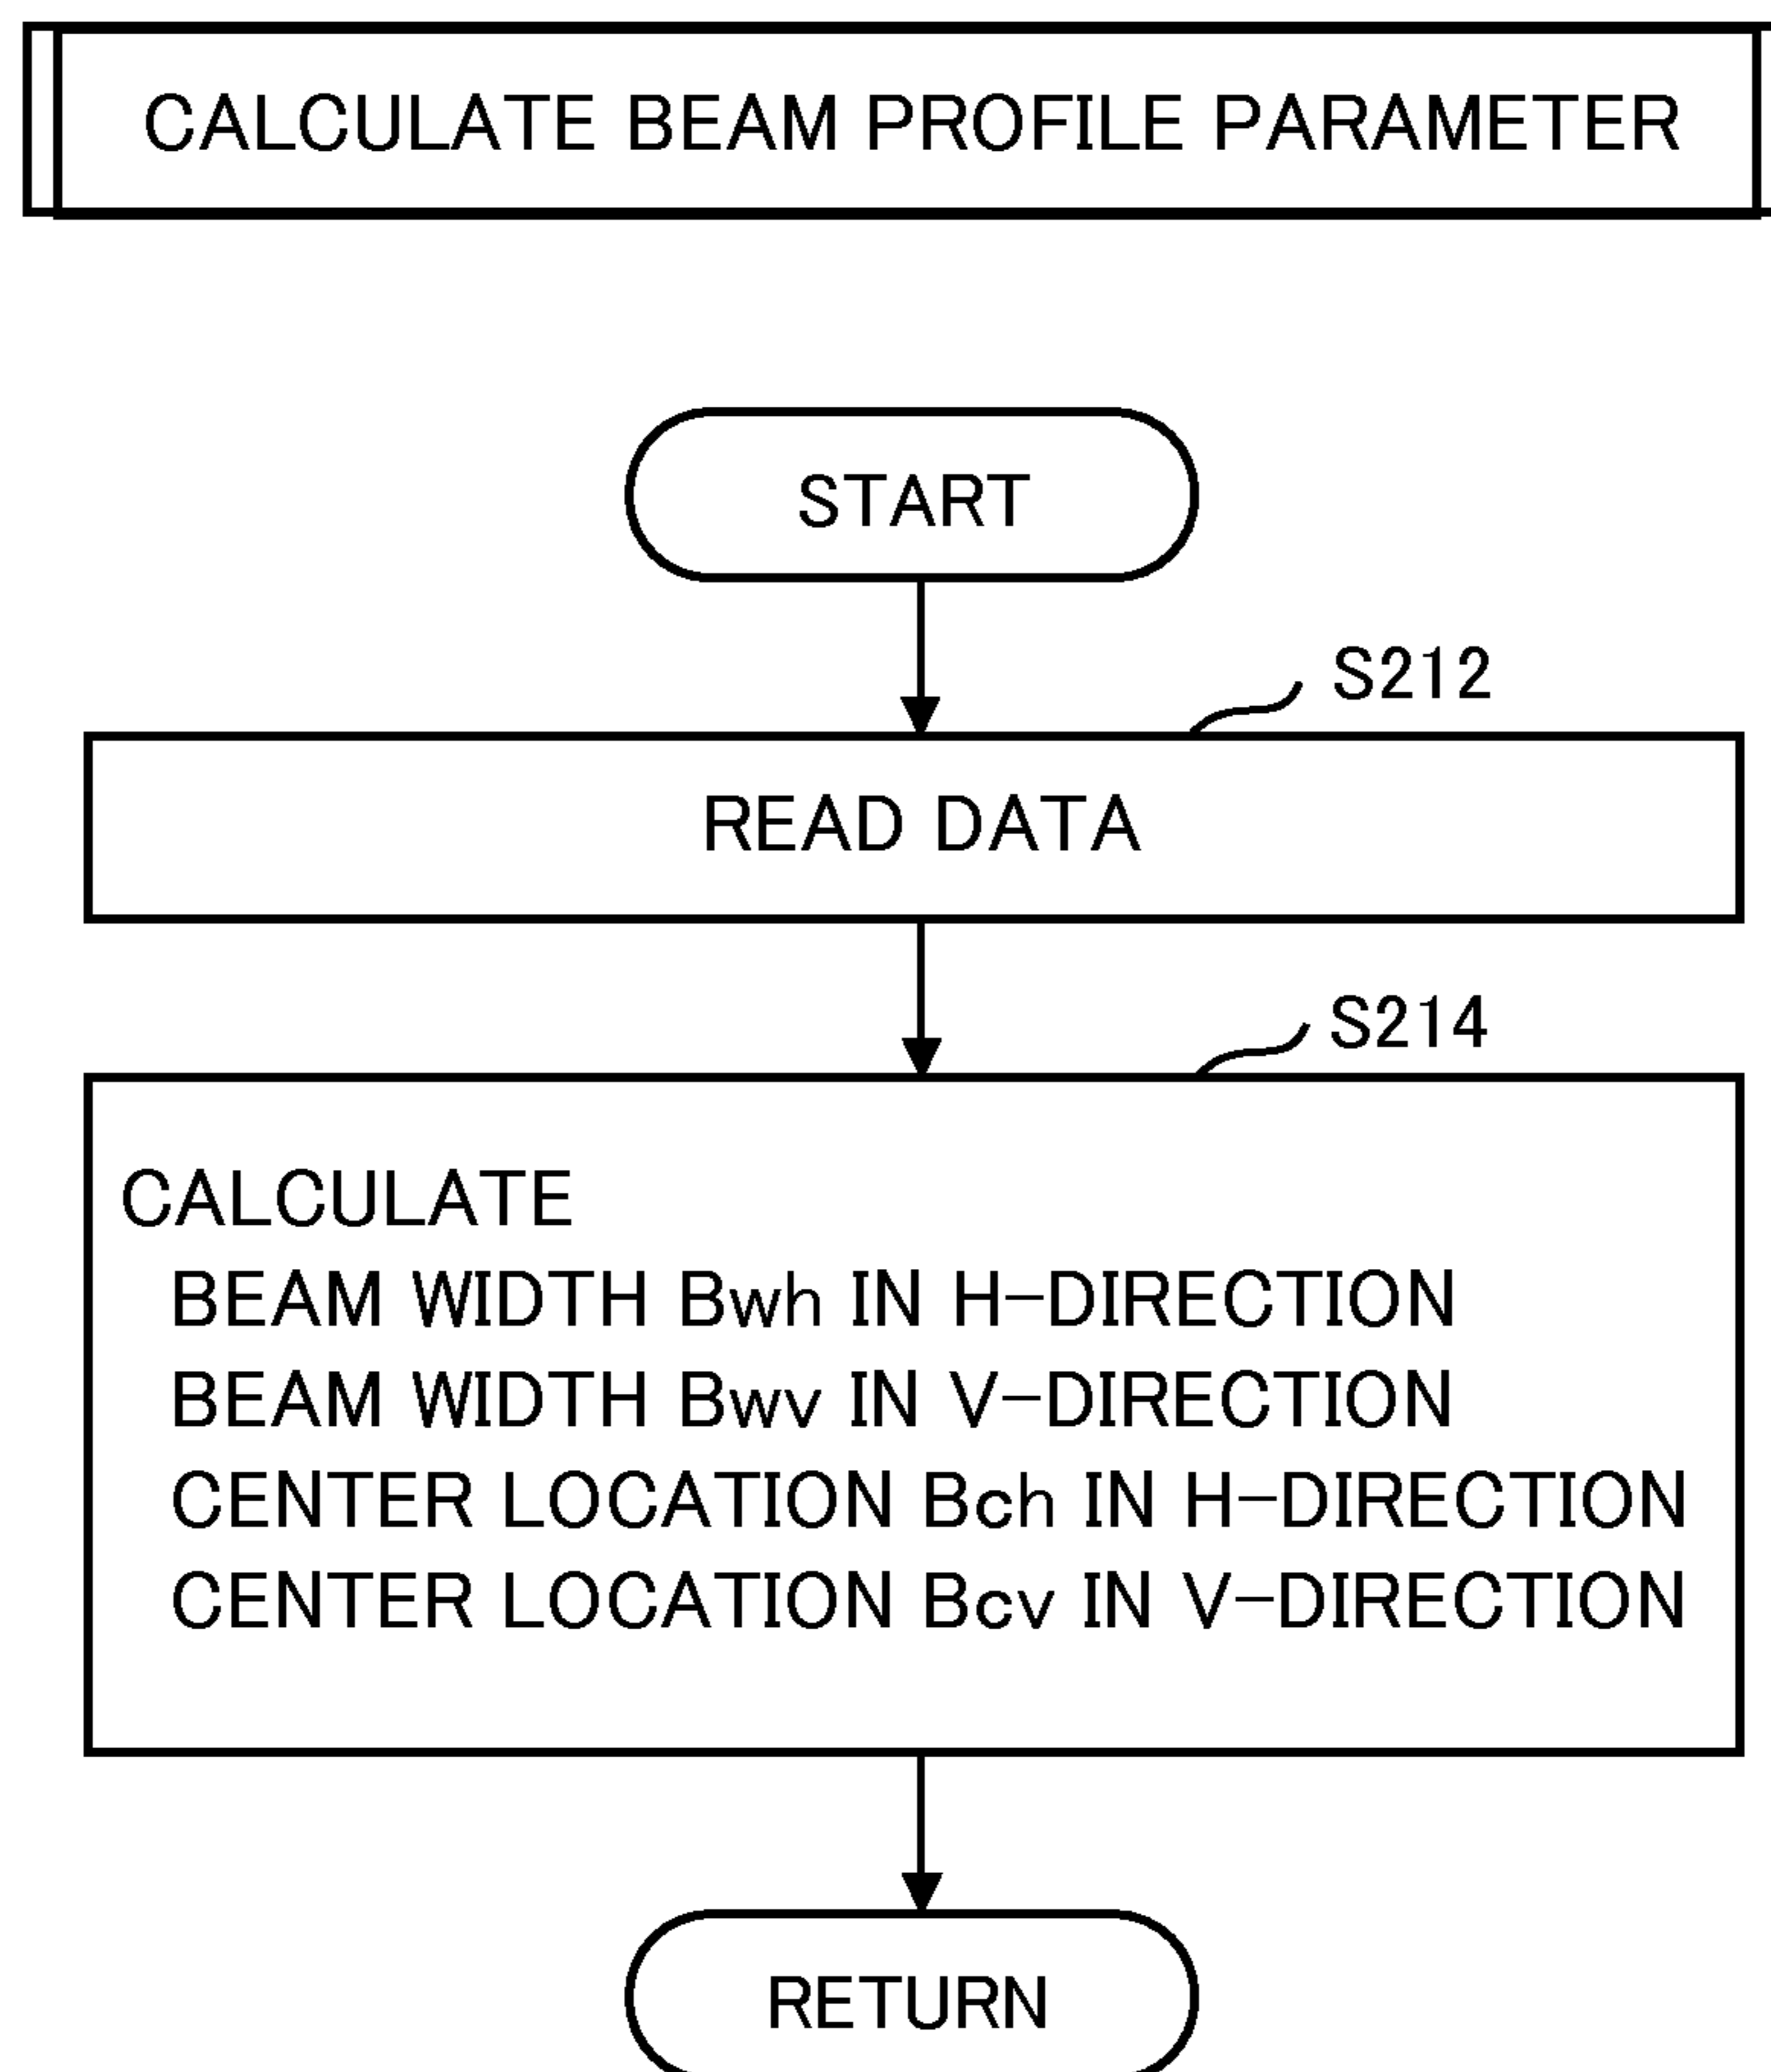 CALCULATE BEAM PROFILE PARAMETER
START
S212
READ DATA
S214
CALCULATE
BEAM WIDTH Bwh IN H-DIRECTION
BEAM WIDTH Bwv IN V-DIRECTION
CENTER LOCATION Bch IN H-DIRECTION
CENTER LOCATION Bcv IN V-DIRECTION
RETURN